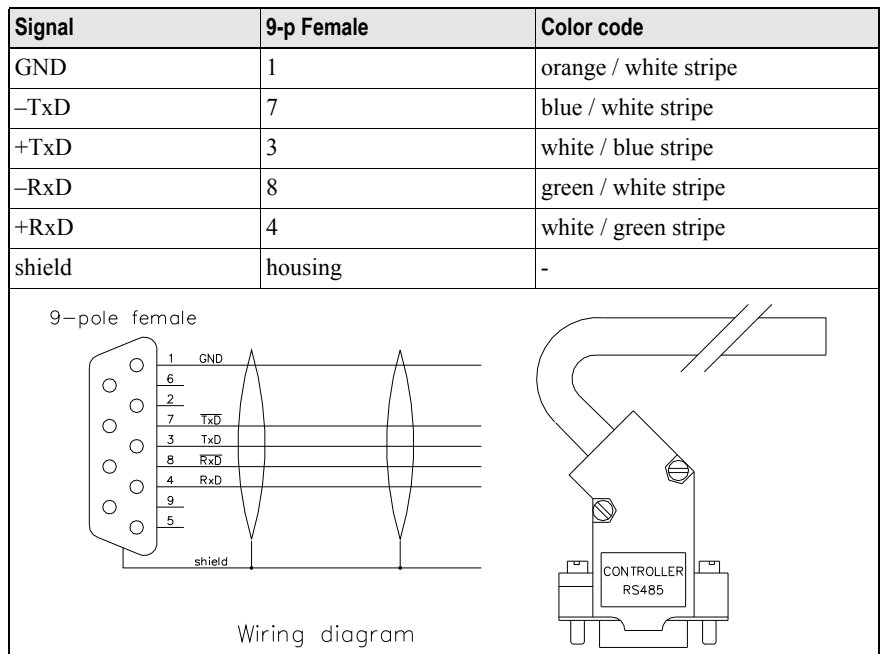 Signal 9-p Female Color code
GND 1 orange / white stripe
–TxD 7 blue / white stripe
+TxD 3 white / blue stripe
–RxD 8 green / white stripe
+RxD 4 white / green stripe
shield housing -
9-pole female
1 GND
6
2
7 T̅x̅D̅
3 TxD
8 R̅x̅D̅
4 RxD
9
5
shield
Wiring diagram
CONTROLLER
RS485